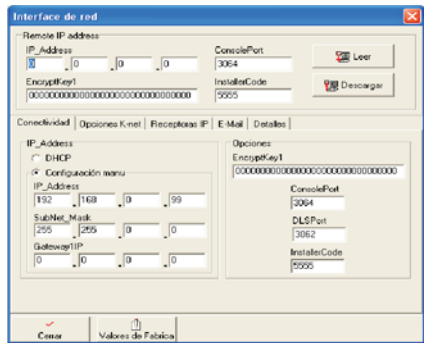 Interface de red
Remote IP address
IP_Address
ConsolePort
0 . 0 . 0 . 0
3064
Leer
EncryptKey1
InstallerCode
00000000000000000000000000000000
5555
Descargar
Conectividad
Opciones K-net
Receptoras IP
E-Mail
Detalles
IP_Address
DHCP
Configuración manu
IP_Address
192 . 168 . 0 . 99
SubNet_Mask
255 . 255 . 0 . 0
Gateway1IP
0 . 0 . 0 . 0
Opciones
EncryptKey1
00000000000000000000000000000000
ConsolePort
3064
DLSPort
3062
InstallerCode
5555
Cerrar
Valores de Fabrica